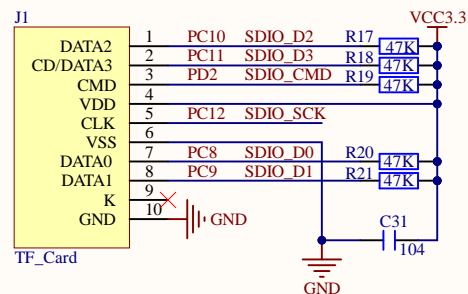 J1
VCC3.3
DATA2 1 PC10 SDIO_D2 R17 47K
CD/DATA3 2 PC11 SDIO_D3 R18 47K
CMD 3 PD2 SDIO_CMD R19 47K
VDD 4
CLK 5 PC12 SDIO_SCK
VSS 6
DATA0 7 PC8 SDIO_D0 R20 47K
DATA1 8 PC9 SDIO_D1 R21 47K
K 9
GND 10 GND
C31
104
TF_Card
GND